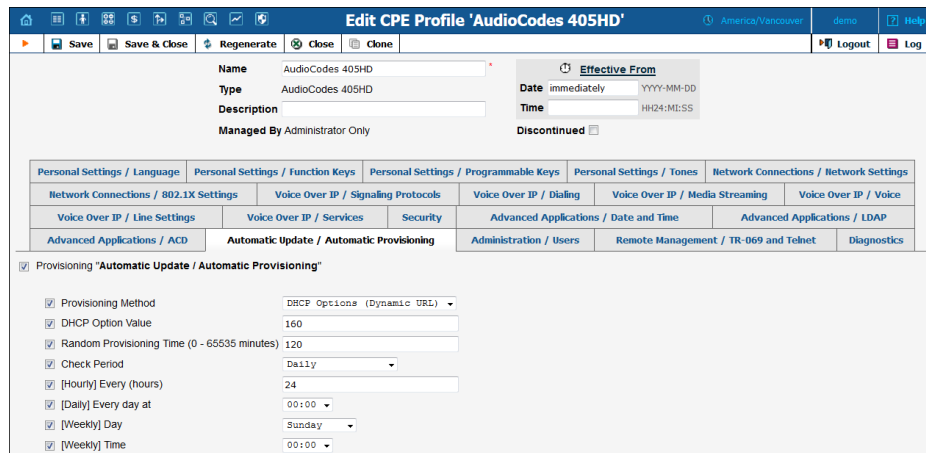 Edit CPE Profile 'AudioCodes 405HD' America/Vancouver demo Help
Save Save & Close Regenerate Close Clone Logout Log
Name AudioCodes 405HD * Effective From
Type AudioCodes 405HD Date immediately YYYY-MM-DD
Description Time HH24:MI:SS
Managed By Administrator Only Discontinued
Personal Settings / Language Personal Settings / Function Keys Personal Settings / Programmable Keys Personal Settings / Tones Network Connections / Network Settings
Network Connections / 802.1X Settings Voice Over IP / Signaling Protocols Voice Over IP / Dialing Voice Over IP / Media Streaming Voice Over IP / Voice
Voice Over IP / Line Settings Voice Over IP / Services Security Advanced Applications / Date and Time Advanced Applications / LDAP
Advanced Applications / ACD Automatic Update / Automatic Provisioning Administration / Users Remote Management / TR-069 and Telnet Diagnostics
Provisioning "Automatic Update / Automatic Provisioning"
Provisioning Method DHCP Options (Dynamic URL)
DHCP Option Value 160
Random Provisioning Time (0 - 65535 minutes) 120
Check Period Daily
[Hourly] Every (hours) 24
[Daily] Every day at 00:00
[Weekly] Day Sunday
[Weekly] Time 00:00